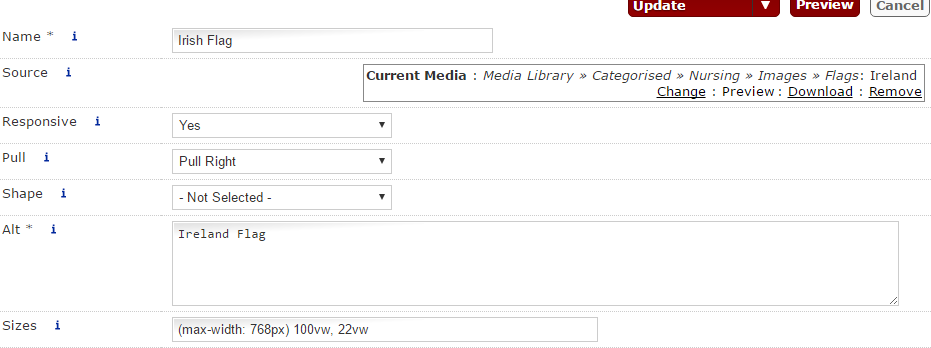 Update ▼ Preview Cancel
Name * i Irish Flag
Source i Current Media : Media Library » Categorised » Nursing » Images » Flags: Ireland
Change : Preview : Download : Remove
Responsive i Yes ▼
Pull i Pull Right ▼
Shape i - Not Selected - ▼
Alt * i Ireland Flag
Sizes i (max-width: 768px) 100vw, 22vw